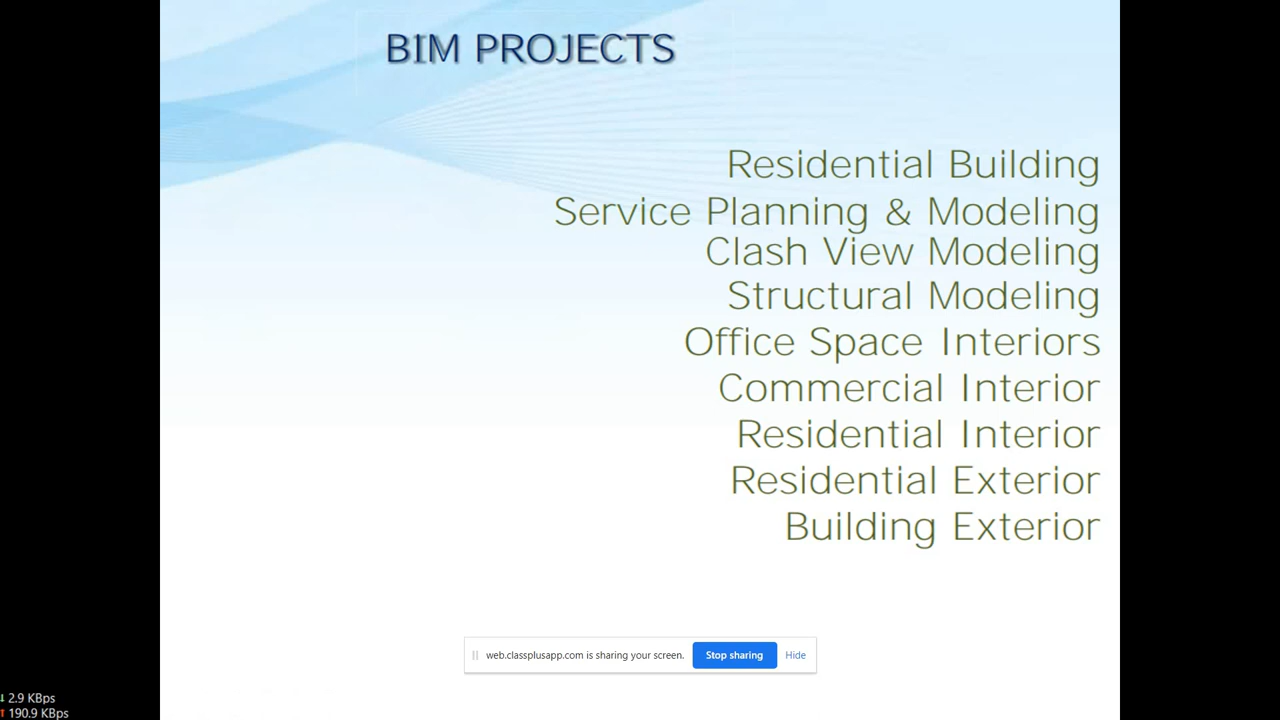 BIM PROJECTS
Residential Building
Service Planning & Modeling
Clash View Modeling
Structural Modeling
Office Space Interiors
Commercial Interior
Residential Interior
Residential Exterior
Building Exterior
web.classplusapp.com is sharing your screen. Stop sharing Hide
↓ 2.9 KBps
↑ 190.9 KBps